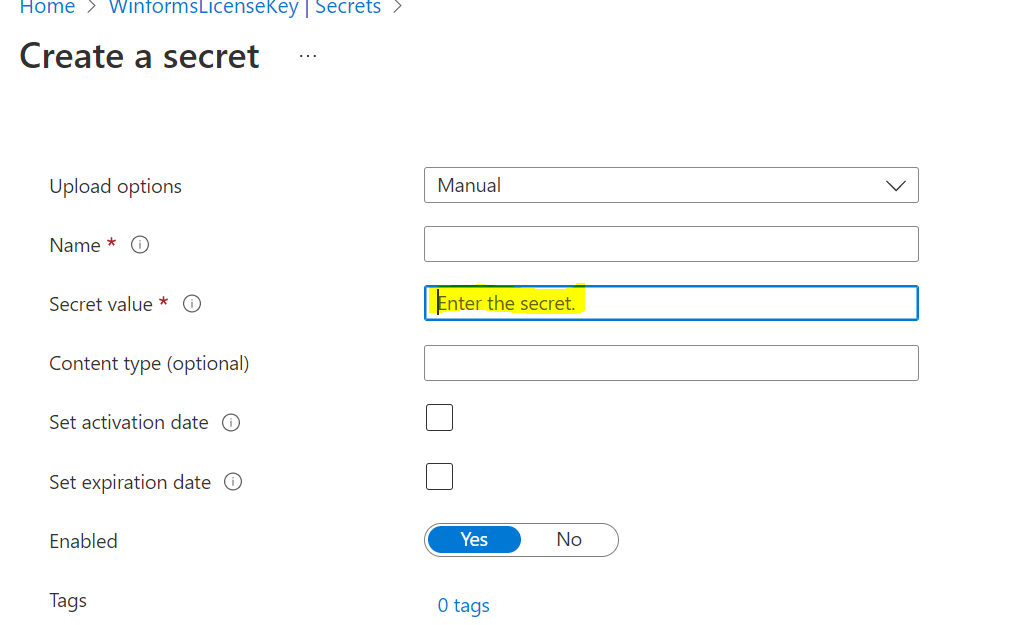 Home > WinformsLicenseKey | Secrets >
Create a secret ...
Upload options Manual
Name *
Secret value * Enter the secret.
Content type (optional)
Set activation date
Set expiration date
Enabled Yes No
Tags 0 tags